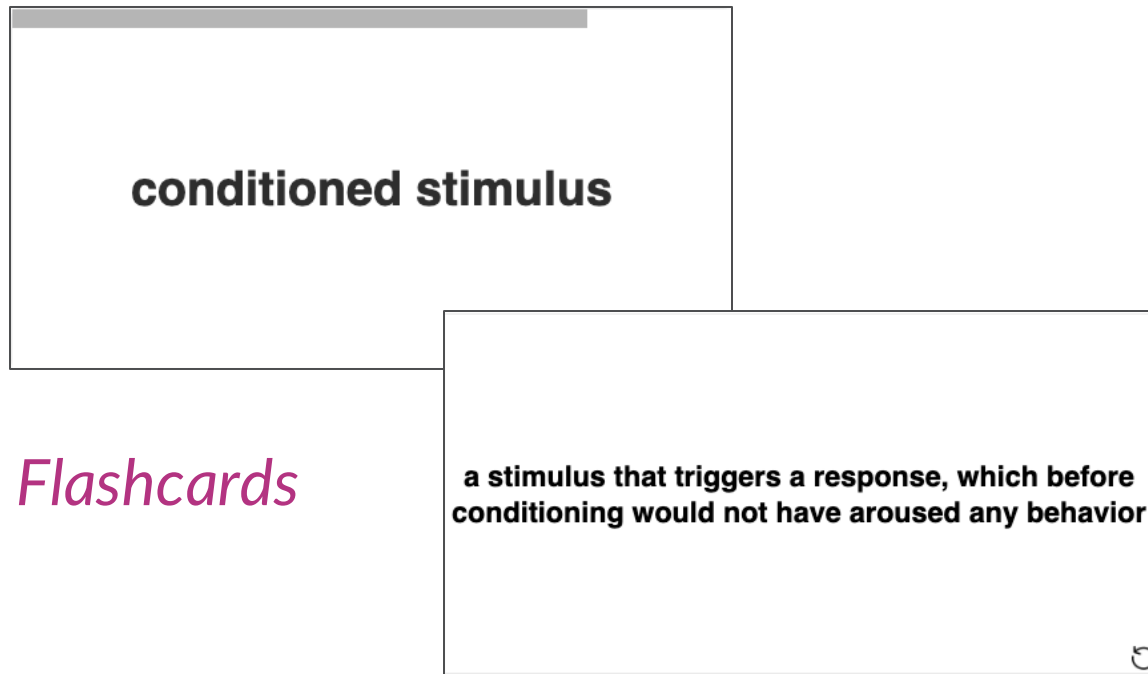 conditioned stimulus
Flashcards
a stimulus that triggers a response, which before
conditioning would not have aroused any behavior